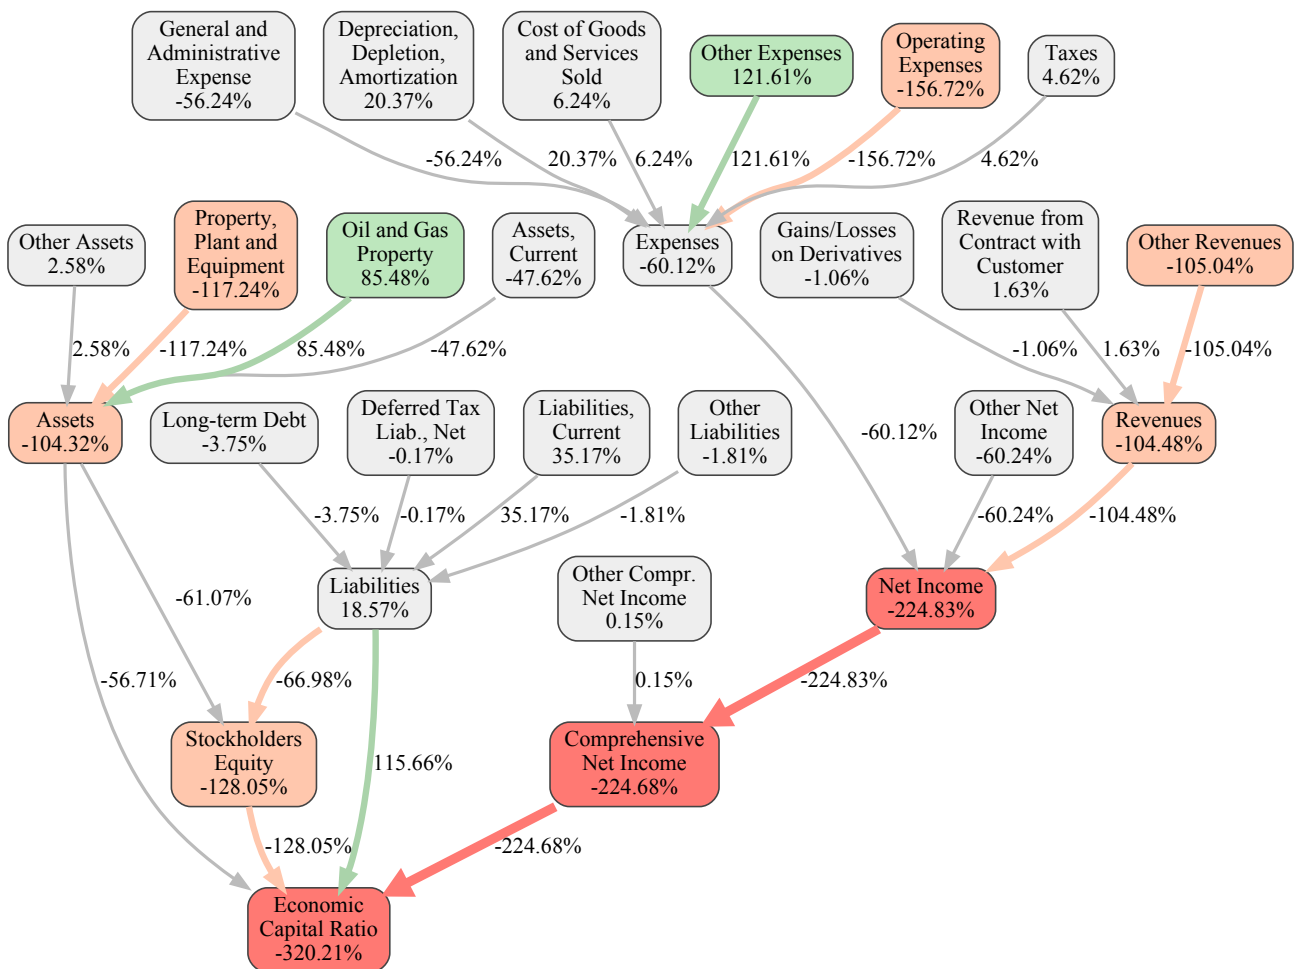 General and
Administrative
Expense
-56.24%
Depreciation,
Depletion,
Amortization
20.37%
Cost of Goods
and Services
Sold
6.24%
Other Expenses
121.61%
Operating
Expenses
-156.72%
Taxes
4.62%
-56.24%
20.37%
6.24%
121.61%
-156.72%
4.62%
Other Assets
2.58%
Property,
Plant and
Equipment
-117.24%
Oil and Gas
Property
85.48%
Assets,
Current
-47.62%
Expenses
-60.12%
Gains/Losses
on Derivatives
-1.06%
Revenue from
Contract with
Customer
1.63%
Other Revenues
-105.04%
2.58%
-117.24%
85.48%
-47.62%
-1.06%
1.63%
-105.04%
Assets
-104.32%
Long-term Debt
-3.75%
Deferred Tax
Liab., Net
-0.17%
Liabilities,
Current
35.17%
Other
Liabilities
-1.81%
-60.12%
Other Net
Income
-60.24%
Revenues
-104.48%
-3.75%
-0.17%
35.17%
-1.81%
-60.24%
-104.48%
-61.07%
Liabilities
18.57%
Other Compr.
Net Income
0.15%
Net Income
-224.83%
-56.71%
-66.98%
0.15%
-224.83%
Stockholders
Equity
-128.05%
115.66%
Comprehensive
Net Income
-224.68%
-128.05%
-224.68%
Economic
Capital Ratio
-320.21%